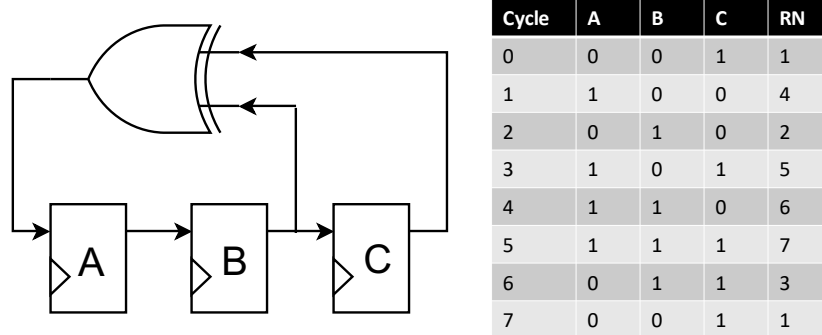 A B C
Cycle A B C RN
0 0 0 1 1
1 1 0 0 4
2 0 1 0 2
3 1 0 1 5
4 1 1 0 6
5 1 1 1 7
6 0 1 1 3
7 0 0 1 1